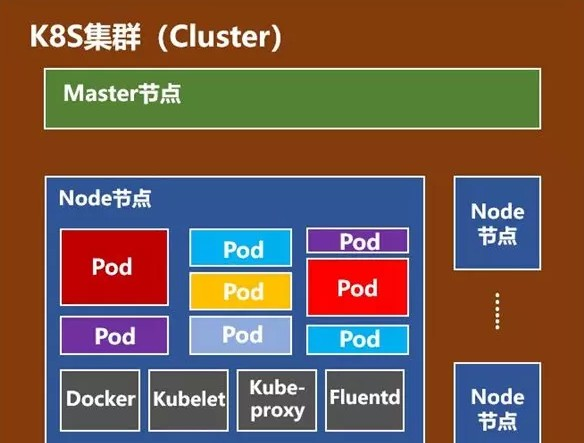 K8S集群（Cluster）
Master节点
Node节点
Pod
Pod
Pod
Pod
Pod
Pod
Pod
Pod
Docker
Kubelet
Kube-
proxy
Fluentd
Node
节点
Node
节点